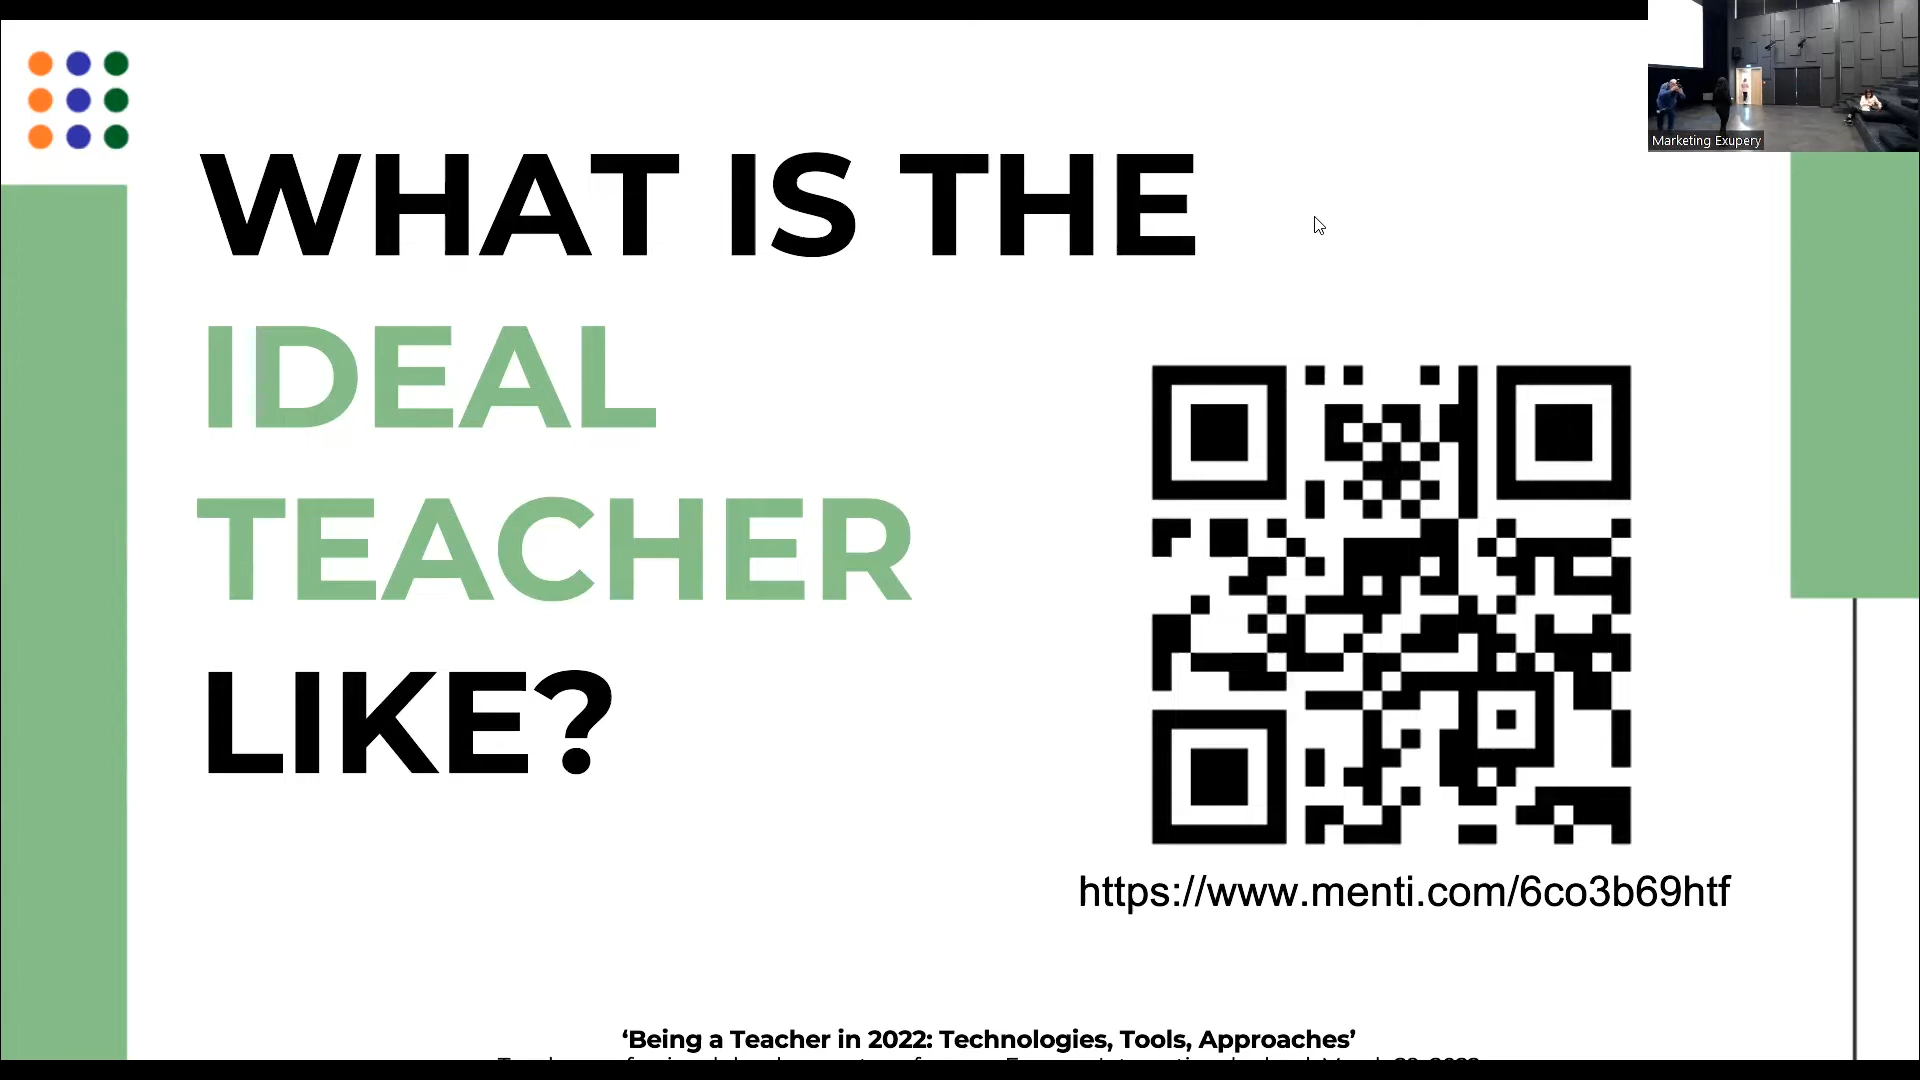 Marketing Exupery
WHAT IS THE
IDEAL
TEACHER
LIKE?
https://www.menti.com/6co3b69htf
‘Being a Teacher in 2022: Technologies, Tools, Approaches’